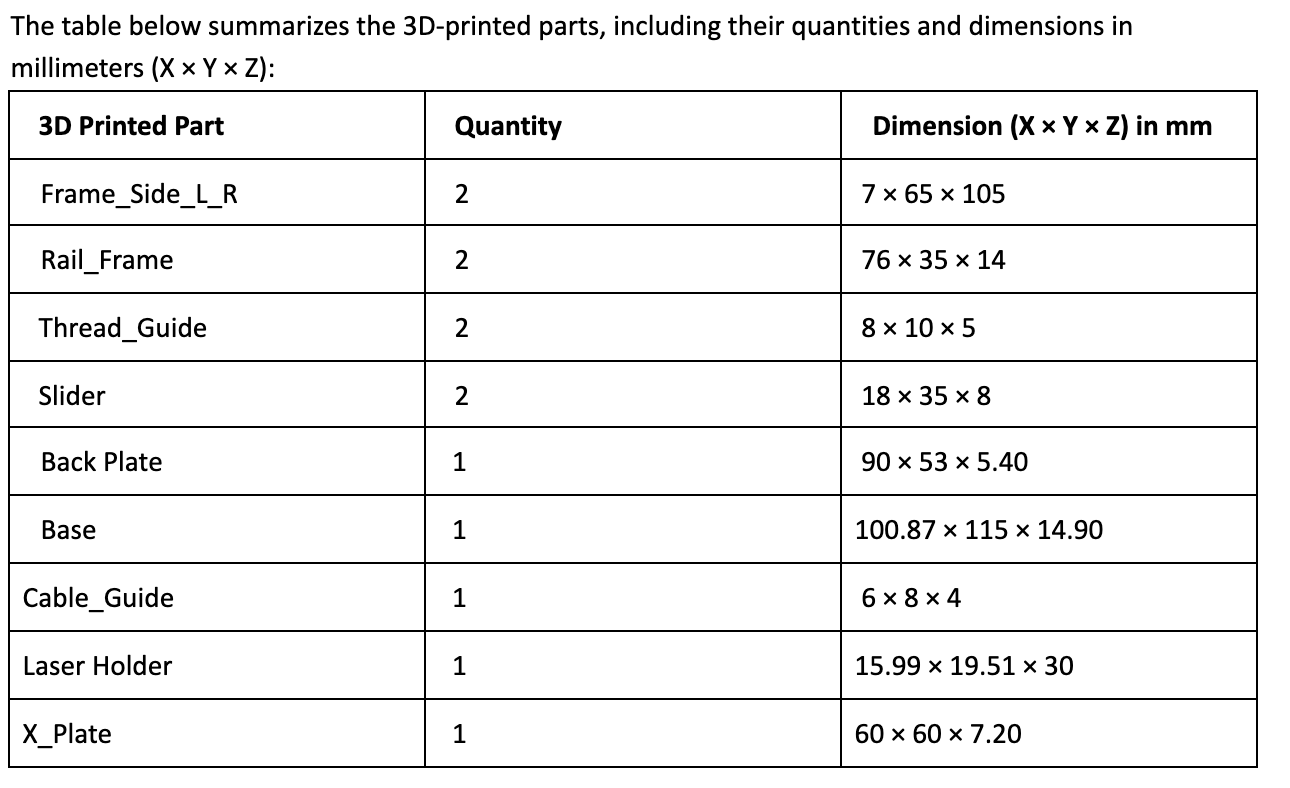 The table below summarizes the 3D-printed parts, including their quantities and dimensions in
millimeters (X × Y × Z):
3D Printed Part Quantity Dimension (X × Y × Z) in mm
Frame_Side_L_R 2 7 × 65 × 105
Rail_Frame 2 76 × 35 × 14
Thread_Guide 2 8 × 10 × 5
Slider 2 18 × 35 × 8
Back Plate 1 90 × 53 × 5.40
Base 1 100.87 × 115 × 14.90
Cable_Guide 1 6 × 8 × 4
Laser Holder 1 15.99 × 19.51 × 30
X_Plate 1 60 × 60 × 7.20